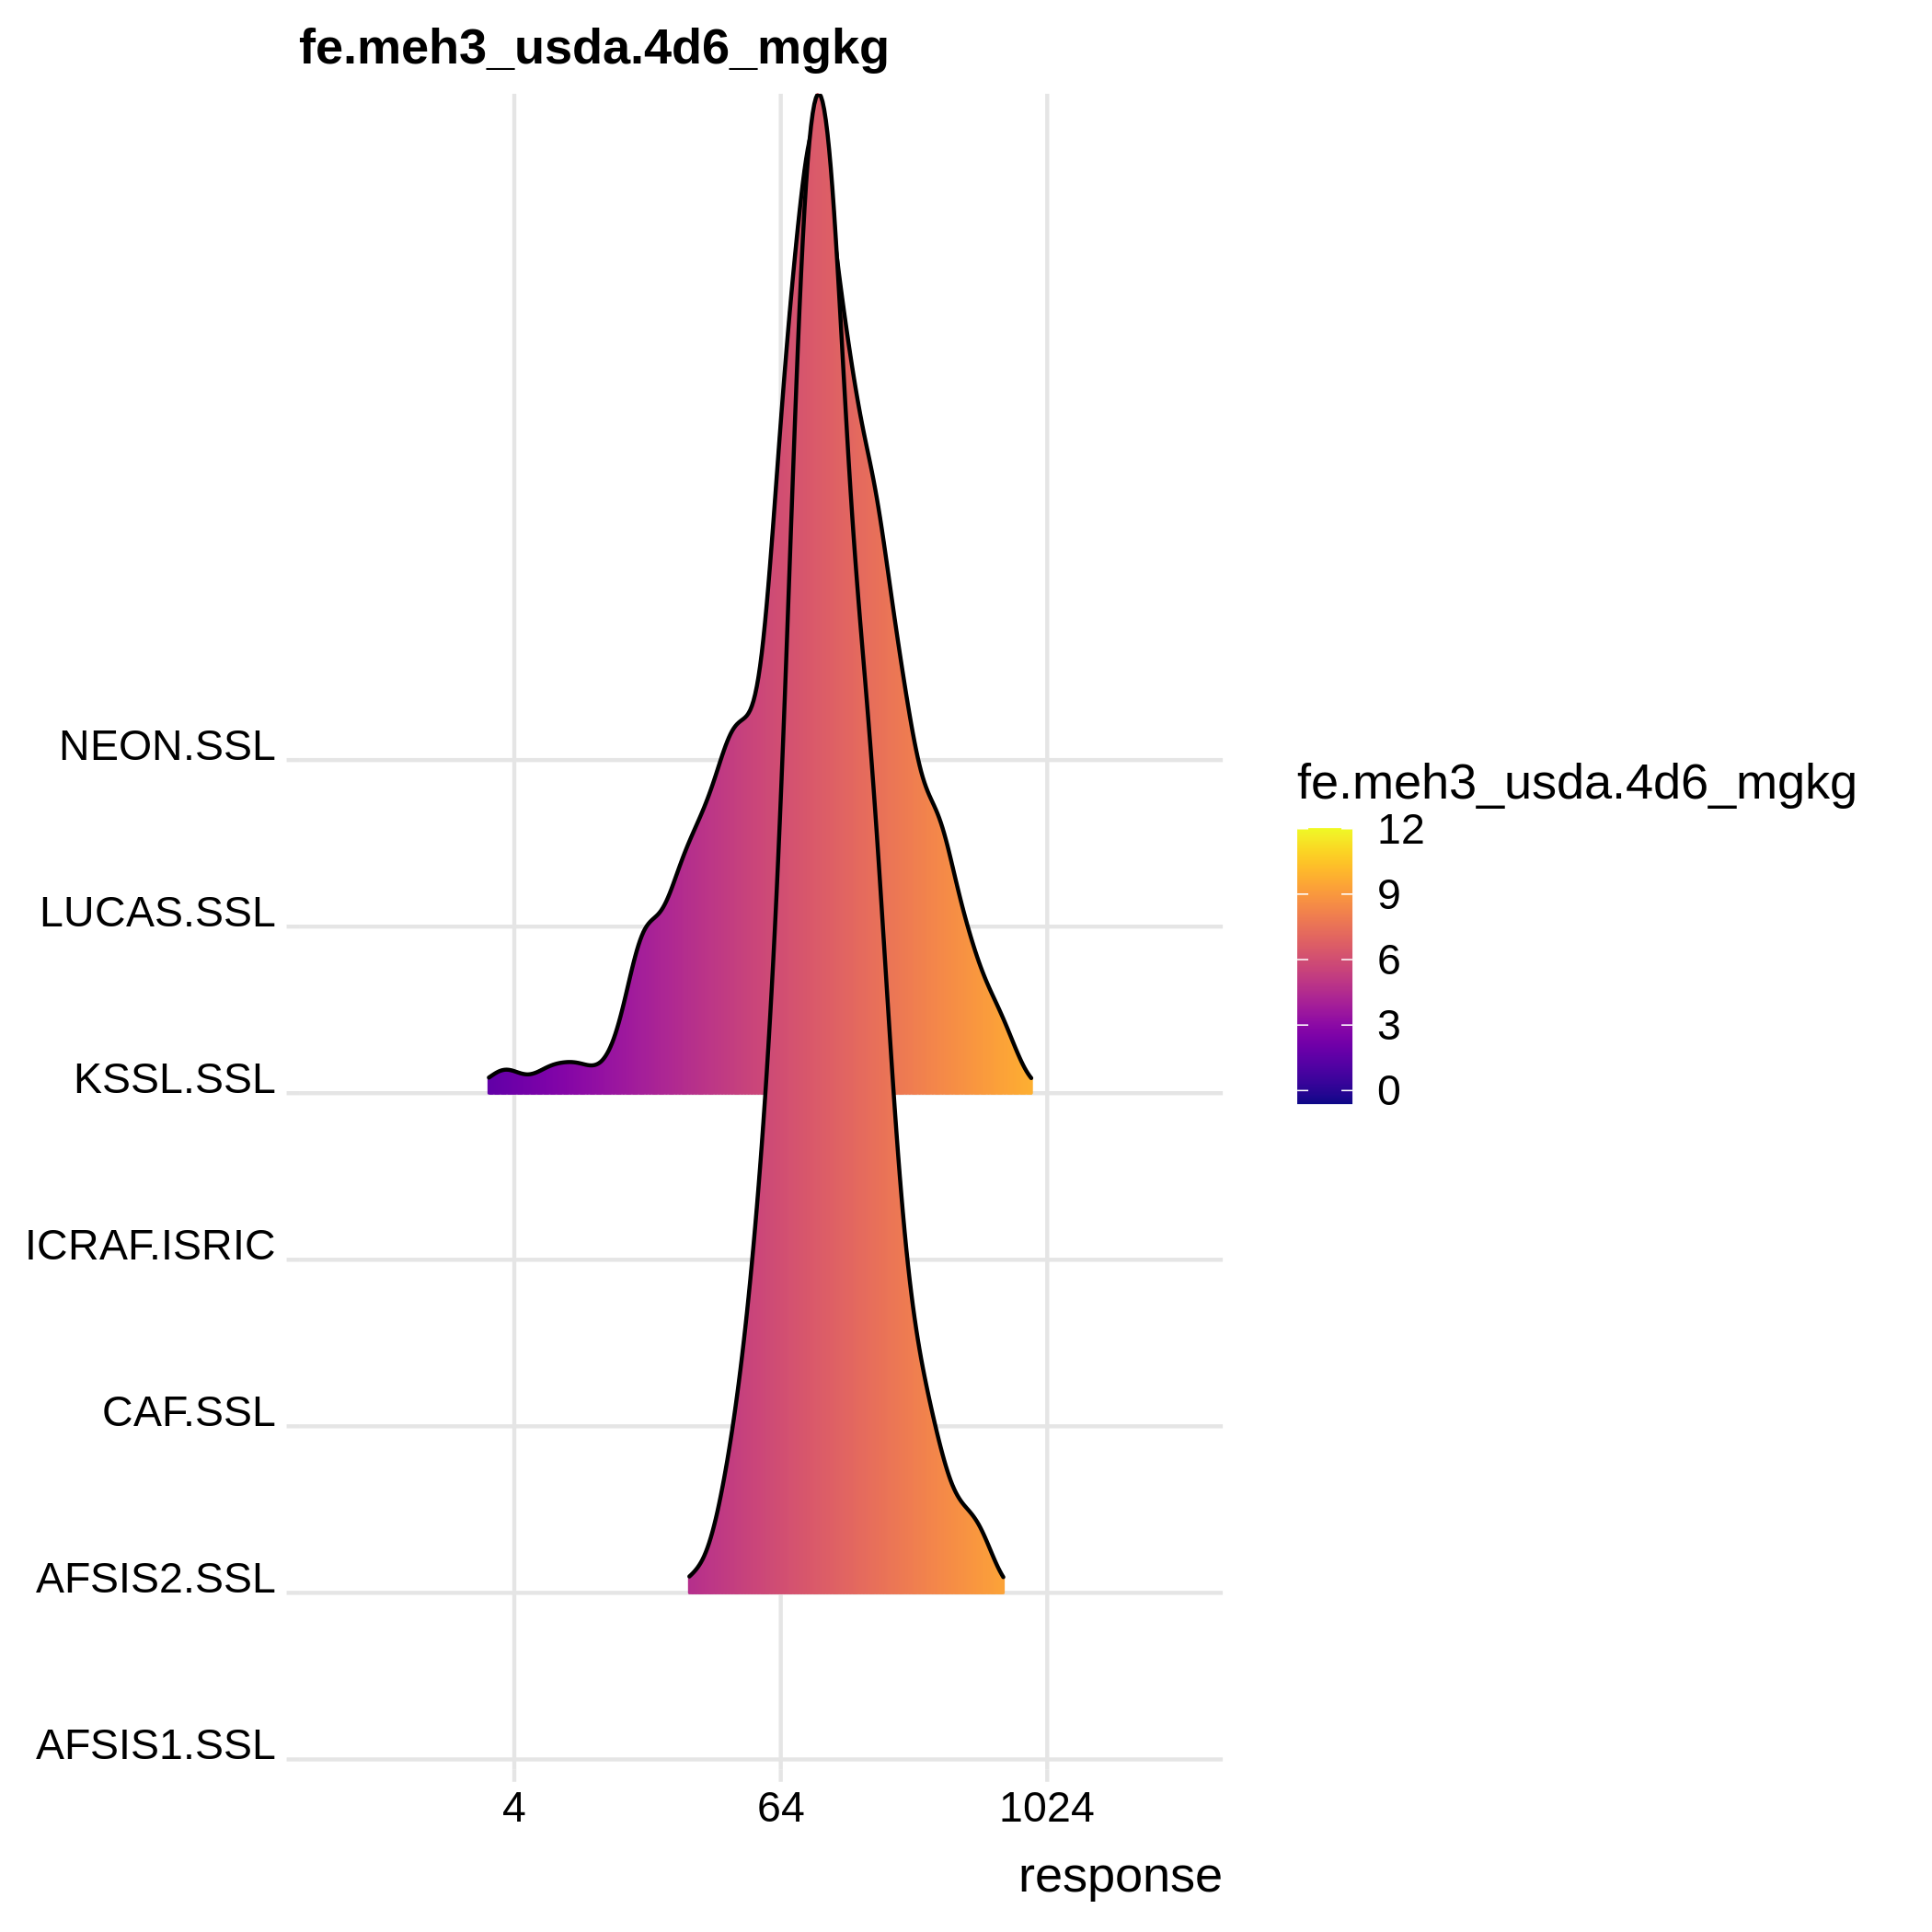 fe.meh3_usda.4d6_mgkg
NEON.SSL
LUCAS.SSL
KSSL.SSL
ICRAF.ISRIC
CAF.SSL
AFSIS2.SSL
AFSIS1.SSL
4
64
1024
response
fe.meh3_usda.4d6_mgkg
12
9
6
3
0